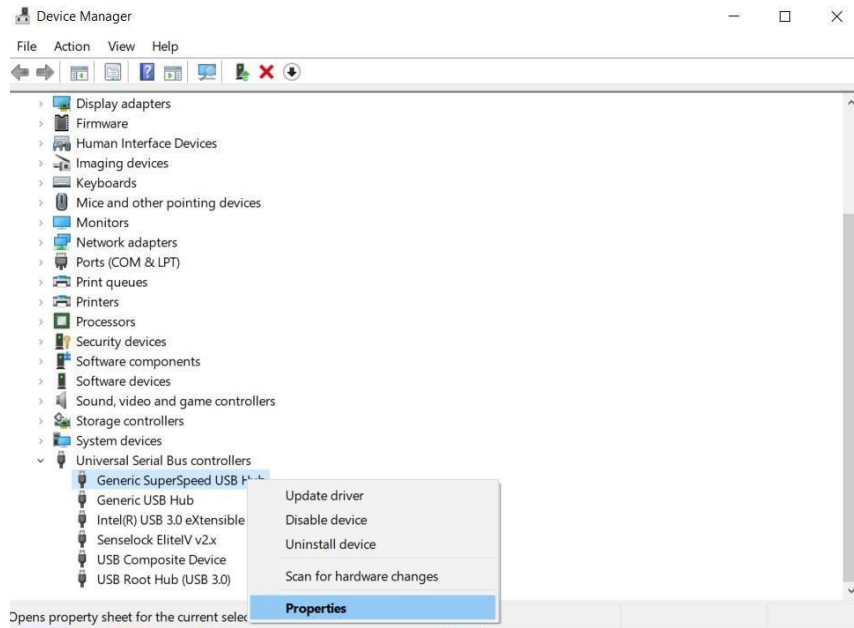 Device Manager
File Action View Help
Display adapters
Firmware
Human Interface Devices
Imaging devices
Keyboards
Mice and other pointing devices
Monitors
Network adapters
Ports (COM & LPT)
Print queues
Printers
Processors
Security devices
Software components
Software devices
Sound, video and game controllers
Storage controllers
System devices
Universal Serial Bus controllers
Generic SuperSpeed USB Hub
Generic USB Hub
Intel(R) USB 3.0 eXtensible
Senselock EliteIV v2.x
USB Composite Device
USB Root Hub (USB 3.0)
Update driver
Disable device
Uninstall device
Scan for hardware changes
Properties
Opens property sheet for the current selec